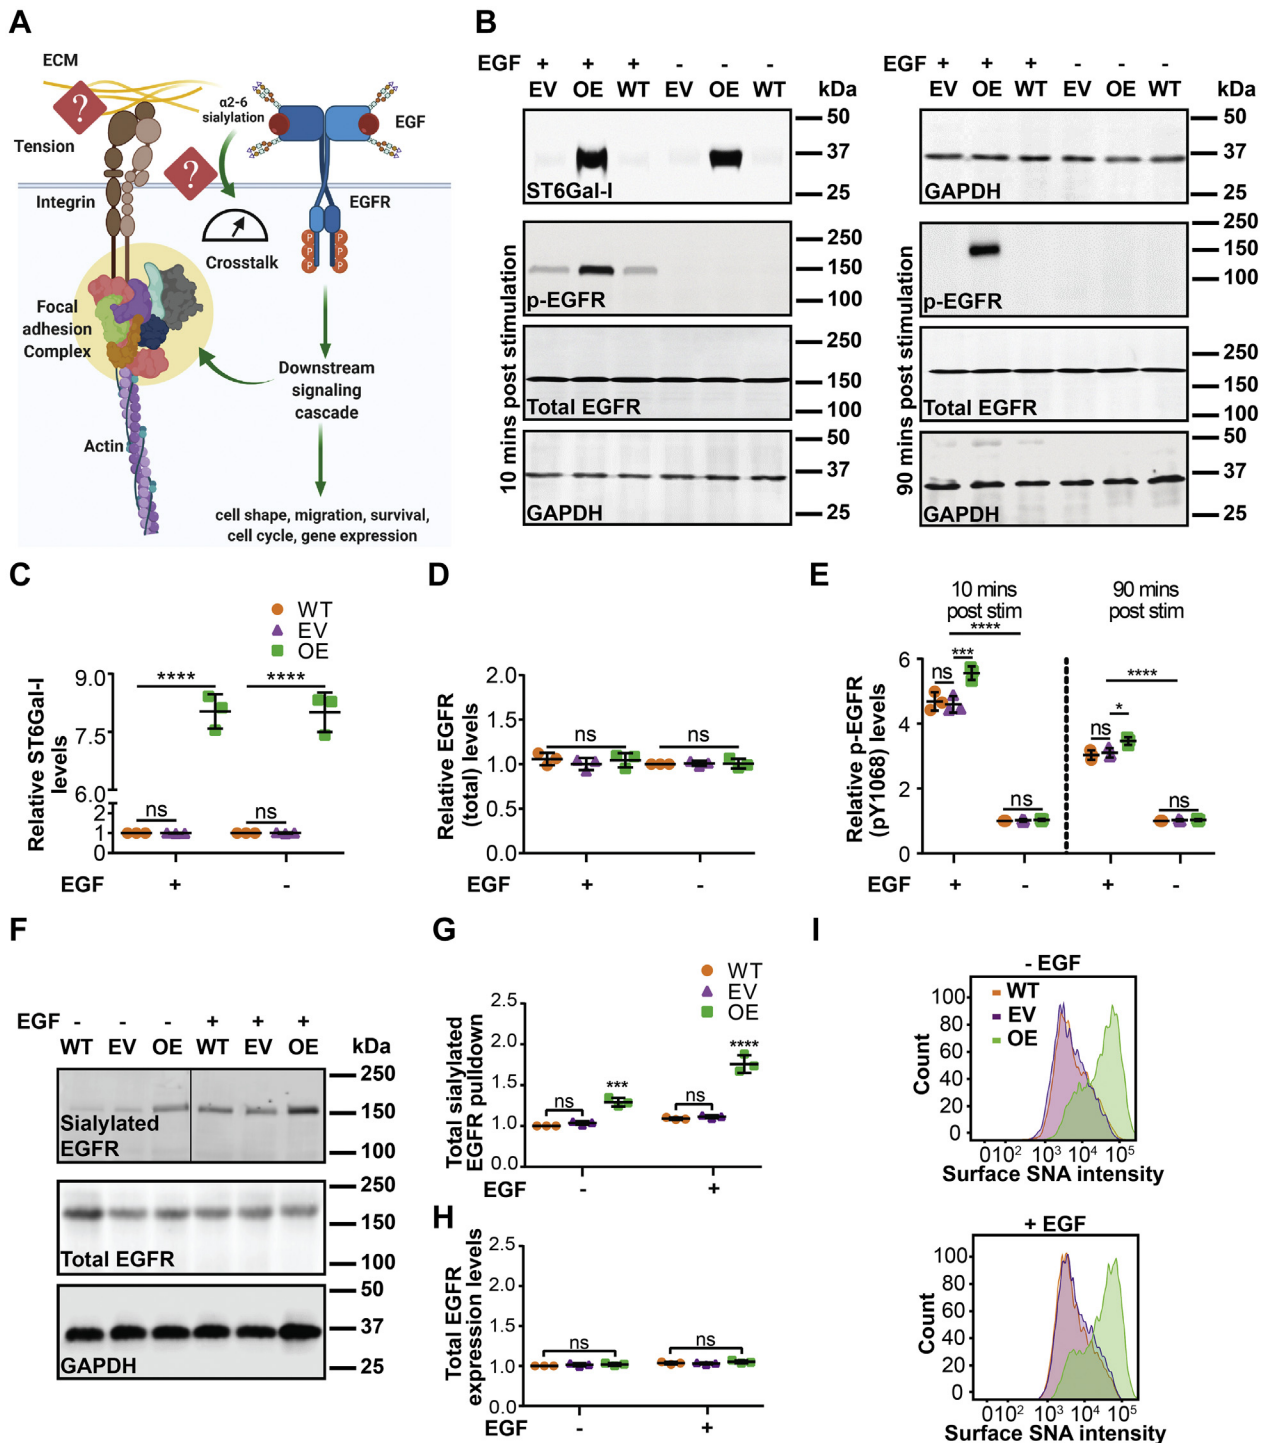 A
ECM
?
α2-6
sialylation
EGF
Tension
?
Integrin
EGFR
P P
P P
P P
Crosstalk
Focal
adhesion
Complex
Downstream
signaling
cascade
Actin
cell shape, migration, survival,
cell cycle, gene expression
B
EGF + + + - - -
EV OE WT EV OE WT kDa
10 mins post stimulation
50
37
25
ST6Gal-I
250
150
100
p-EGFR
250
150
100
Total EGFR
50
37
25
GAPDH
EGF + + + - - -
EV OE WT EV OE WT kDa
90 mins post stimulation
50
37
25
GAPDH
250
150
100
p-EGFR
250
150
100
Total EGFR
50
37
25
GAPDH
C
WT
EV
OE
Relative ST6Gal-I
levels
9.0
7.5
6.0
2
1
0
**** ****
ns ns
EGF + -
D
Relative EGFR
(total) levels
2.0
1.5
1.0
0.5
0.0
ns ns
EGF + -
E
10 mins
post stim
90 mins
post stim
Relative p-EGFR
(pY1068) levels
6
4
2
0
****
ns ***
ns
****
ns *
ns
EGF + - + -
F
EGF - - - + + +
WT EV OE WT EV OE kDa
250
150
100
Sialylated
EGFR
250
150
100
Total EGFR
50
37
25
GAPDH
G
WT
EV
OE
Total sialylated
EGFR pulldown
2.5
2.0
1.5
1.0
0.0
ns *** ns ****
EGF - +
H
Total EGFR
expression levels
2.5
2.0
1.5
1.0
0.0
ns ns
EGF - +
I
- EGF
WT
EV
OE
Count
100
80
60
40
20
0
0 10² 10³ 10⁴ 10⁵
Surface SNA intensity
+ EGF
Count
100
80
60
40
20
0
0 10² 10³ 10⁴ 10⁵
Surface SNA intensity